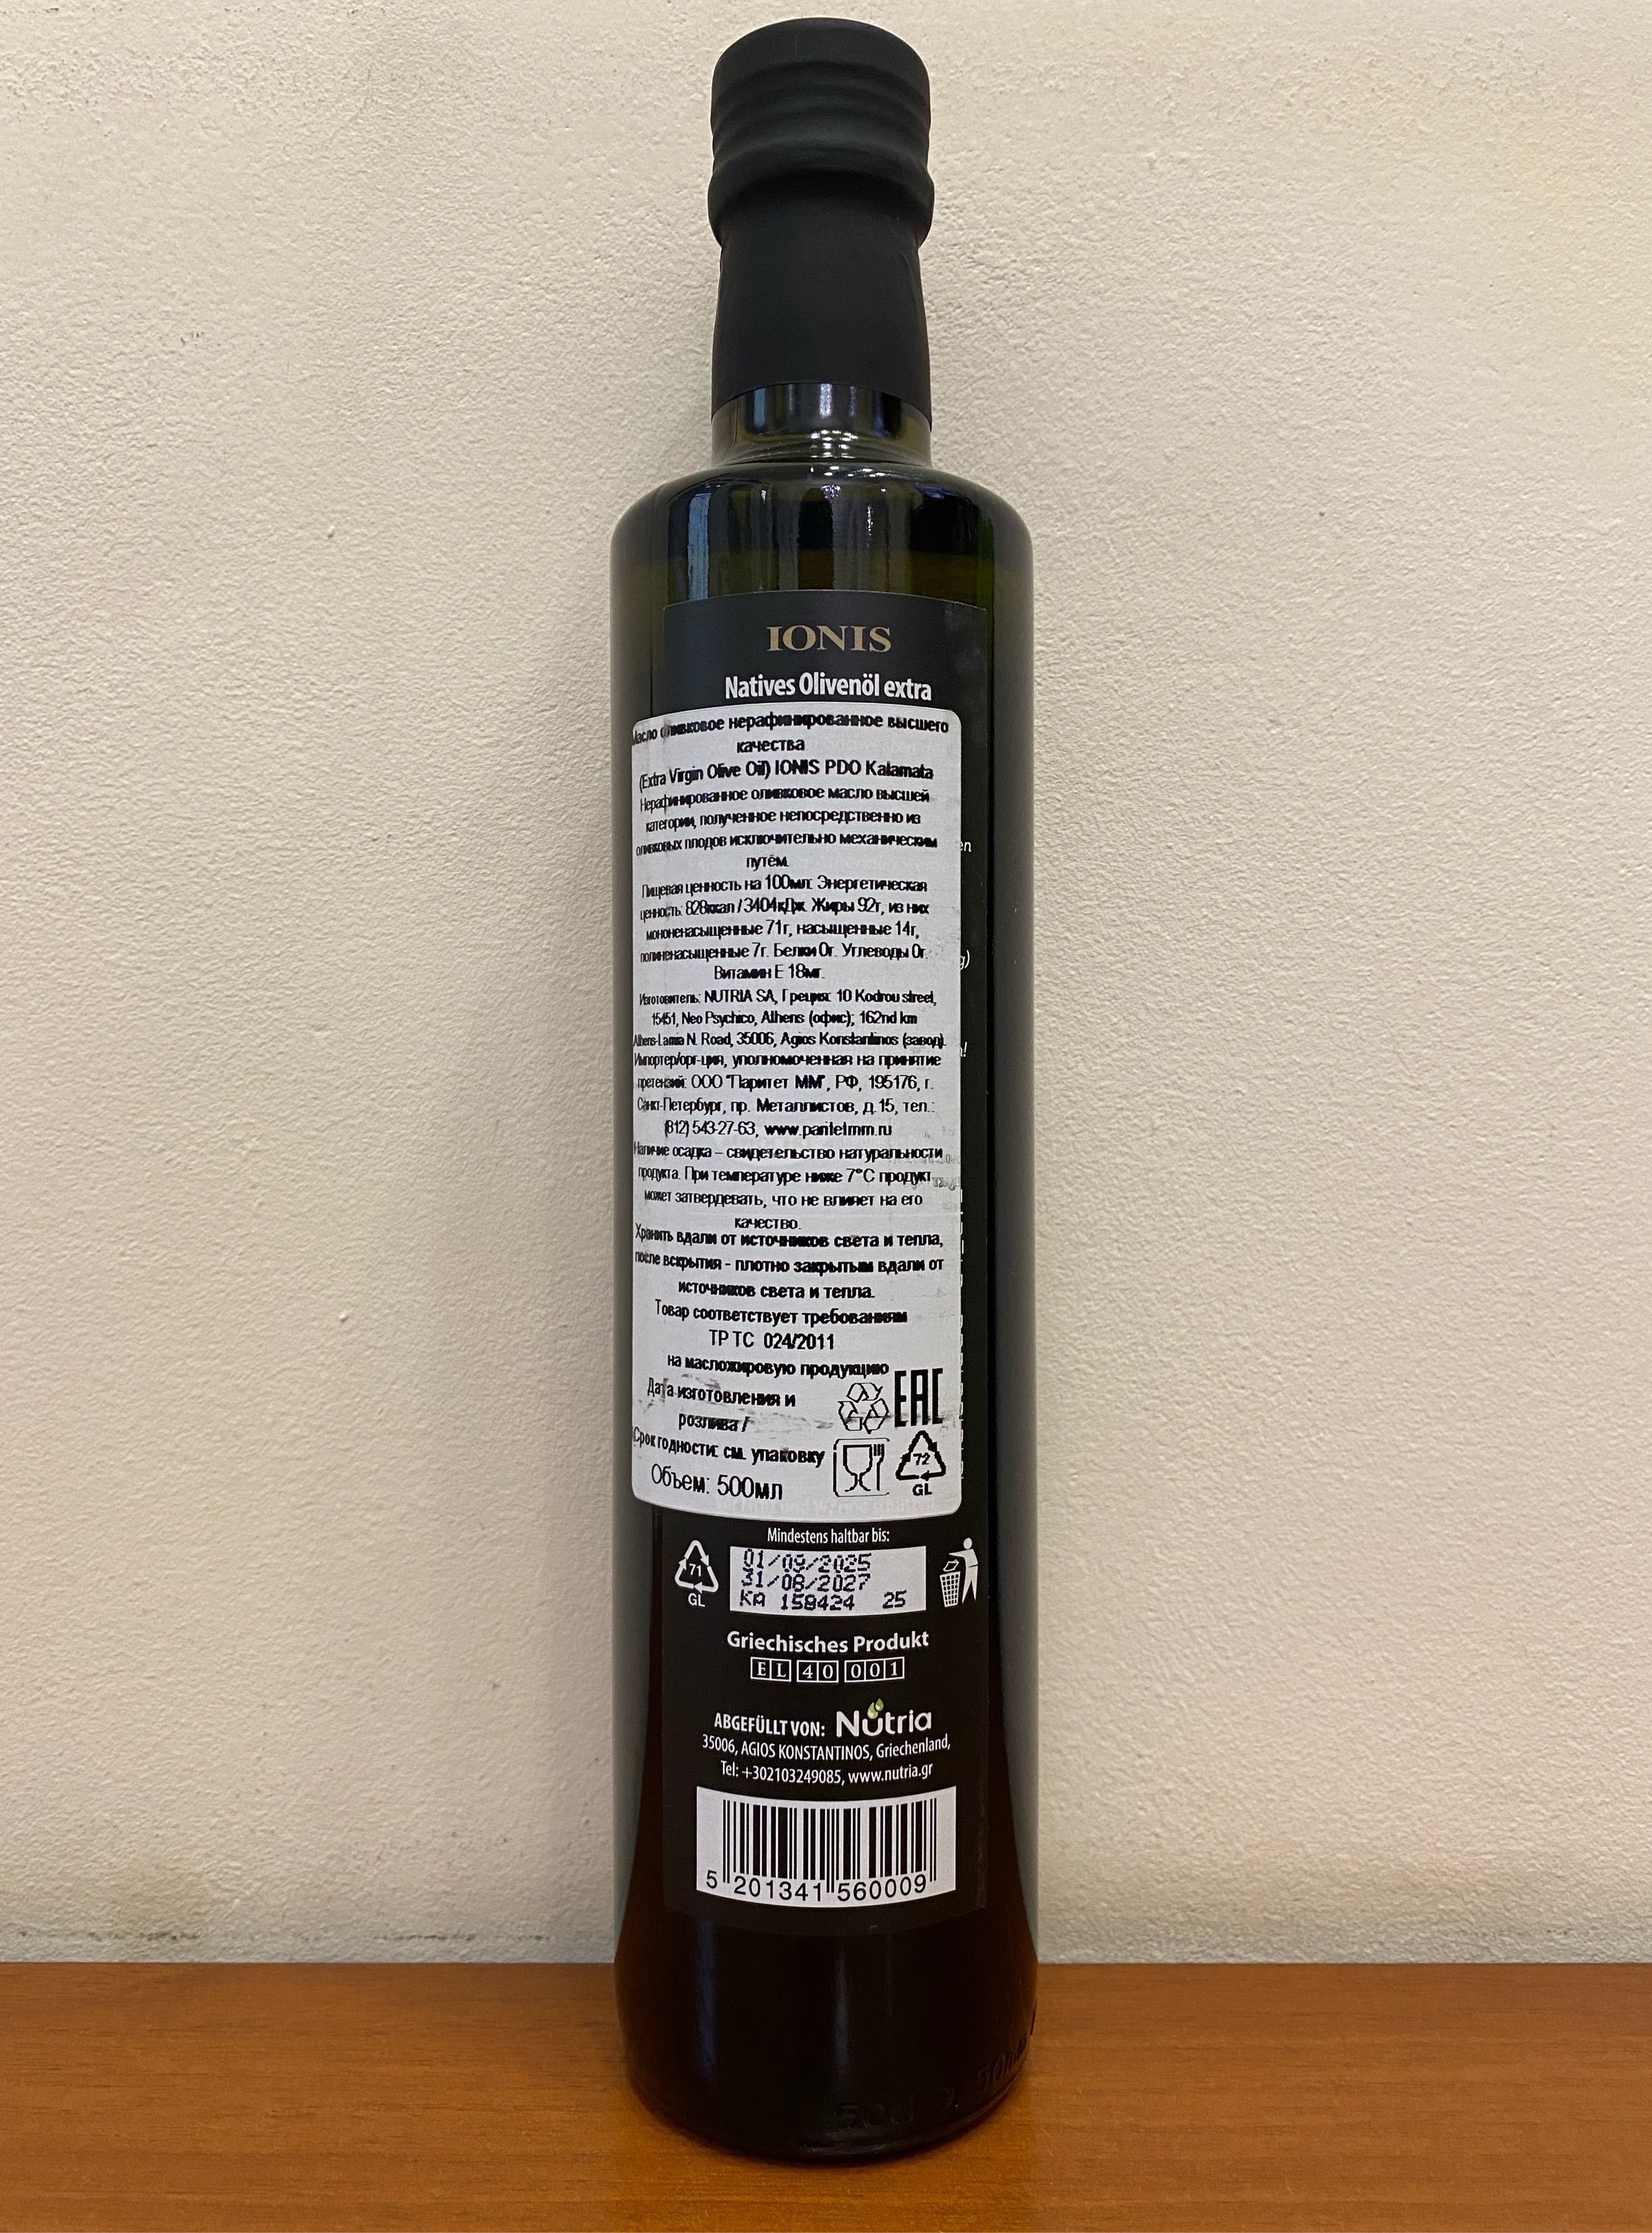 IONIS
Natives Olivenöl extra
Масло оливковое нерафинированное высшего
качества
(Extra Virgin Olive Oil) IONIS PDO Kalamata
Нерафинированное оливковое масло высшей
категории, полученное непосредственно из
оливковых плодов исключительно механическим
путём.
Пищевая ценность на 100мл: Энергетическая
ценность: 828ккал / 3404кДж. Жиры 92г, из них
мононенасыщенные 71г, насыщенные 14г,
полиненасыщенные 7г. Белки 0г. Углеводы 0г.
Витамин Е 18мг.
Изготовитель: NUTRIA SA, Греция: 10 Kodrou street,
15451, Neo Psychico, Athens (офис); 162nd km
Athens-Lamia N. Road, 35006, Agios Konstantinos (завод).
Импортер/орг-ция, уполномоченная на принятие
претензий: ООО "Паритет ММ", РФ, 195176, г.
Санкт-Петербург, пр. Металлистов, д.15, тел.:
(812) 543-27-63, www.paritetmm.ru
Наличие осадка – свидетельство натуральности
продукта. При температуре ниже 7°С продукт
может затвердевать, что не влияет на его
качество.
Хранить вдали от источников света и тепла,
после вскрытия - плотно закрытым вдали от
источников света и тепла.
Товар соответствует требованиям
ТР ТС 024/2011
на масложировую продукцию
Дата изготовления и
розлива /
Срок годности: см. упаковку
Объем: 500мл
EAC
72
GL
Mindestens haltbar bis:
71
GL
01/09/2025
31/08/2027
KA 158424 25
Griechisches Produkt
EL 40 001
ABGEFÜLLT VON: Nutria
35006, AGIOS KONSTANTINOS, Griechenland,
Tel: +302103249085, www.nutria.gr
5 201341 560009